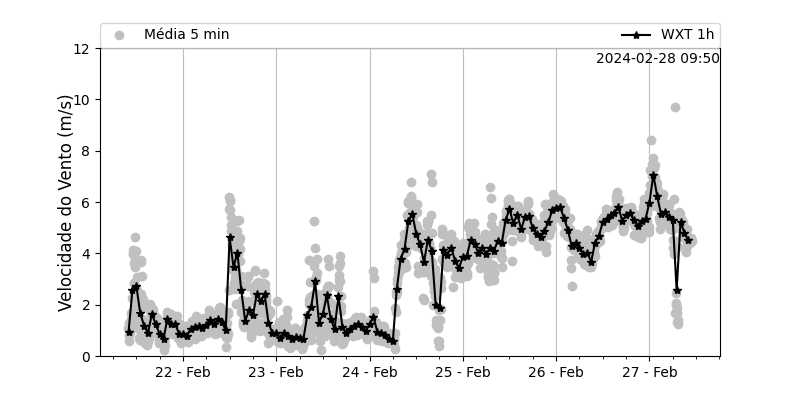 Média 5 min
WXT 1h
2024-02-28 09:50
Velocidade do Vento (m/s)
12
10
8
6
4
2
0
22 - Feb
23 - Feb
24 - Feb
25 - Feb
26 - Feb
27 - Feb